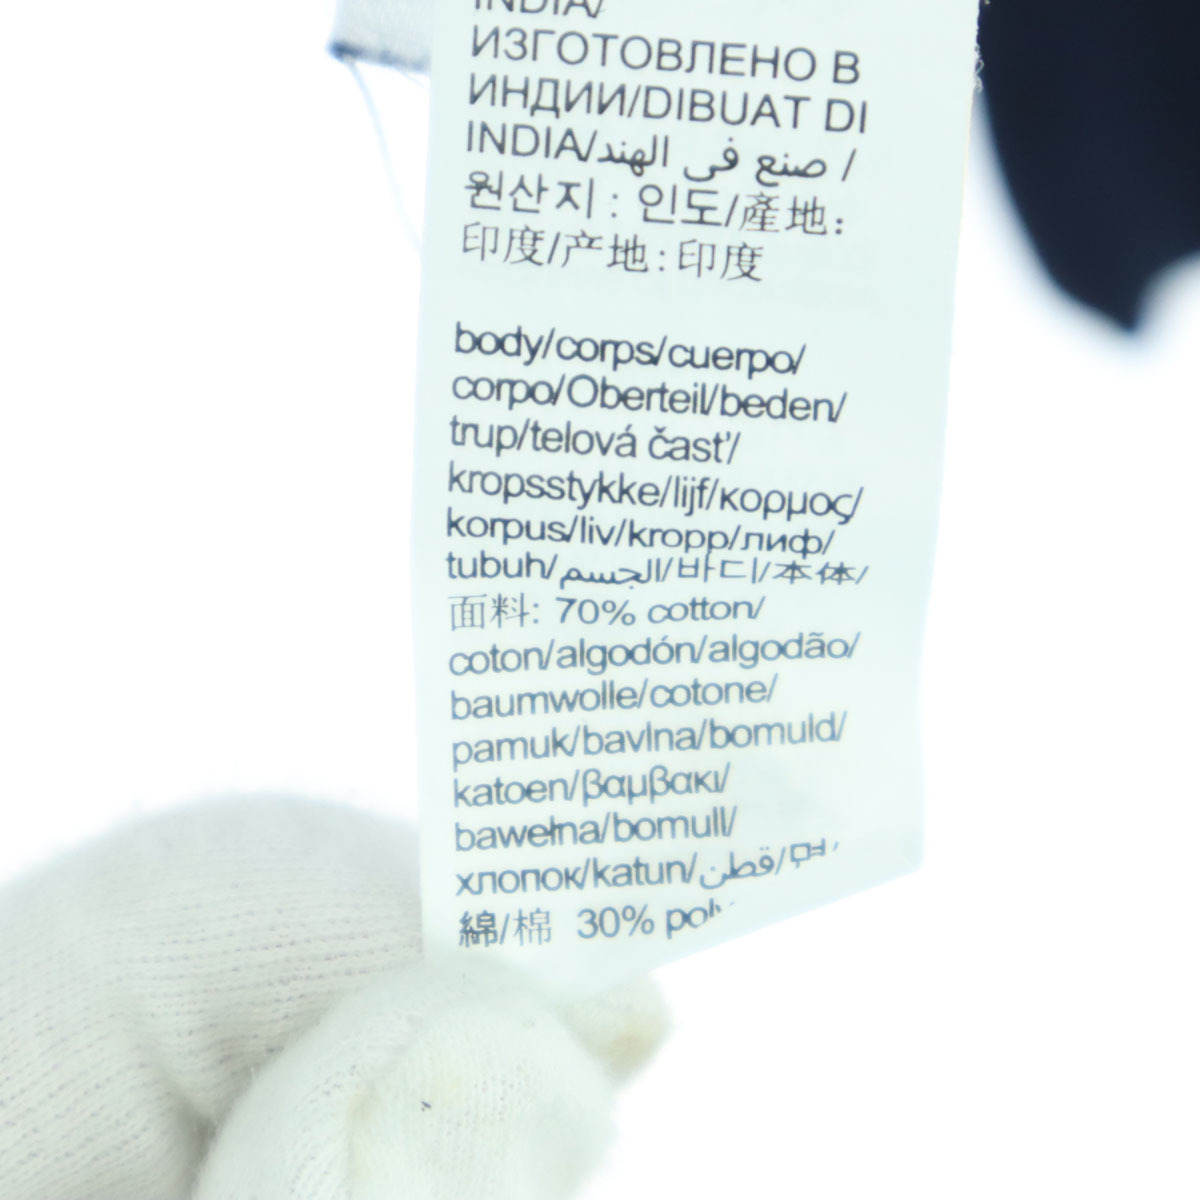 INDIA/
ИЗГОТОВЛЕНО В
ИНДИИ/DIBUAT DI
INDIA/صنع في الهند /
원산지 : 인도/產地:
印度/产地:印度
body/corps/cuerpo/
corpo/Oberteil/beden/
trup/telová časť/
kropsstykke/lijf/κορμος/
korpus/liv/kropp/лиф/
tubuh/الجسم/바디/本体/
面料: 70% cotton/
coton/algodón/algodão/
baumwolle/cotone/
pamuk/bavlna/bomuld/
katoen/βαμβακι/
bawełna/bomull/
хлопок/katun/قطن/면/
綿/棉 30%